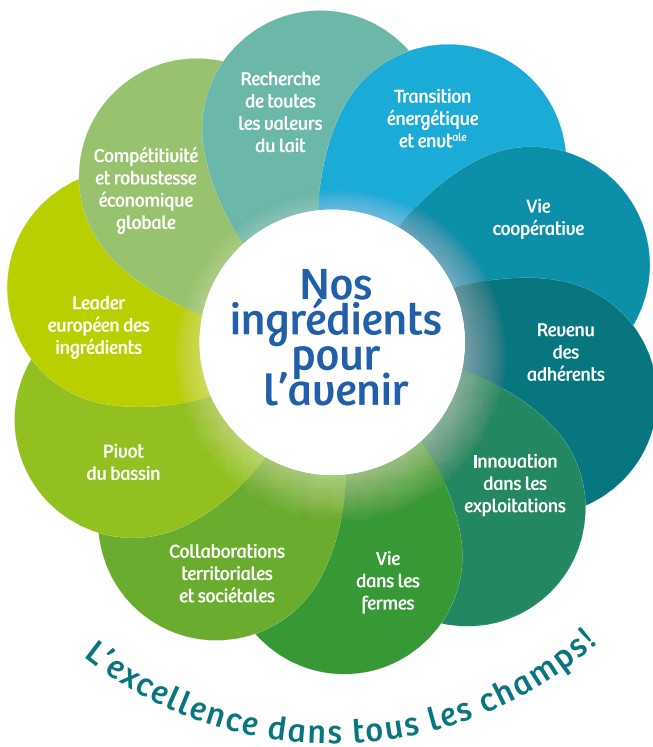 Nos
ingrédients
pour
l'avenir
Recherche
de toutes
les valeurs
du lait
Transition
énergétique
et envtale
Vie
coopérative
Revenu
des
adhérents
Innovation
dans les
exploitations
Vie
dans les
fermes
Collaborations
territoriales
et sociétales
Pivot
du bassin
Leader
européen des
ingrédients
Compétitivité
et robustesse
économique
globale
L'excellence dans tous les champs!